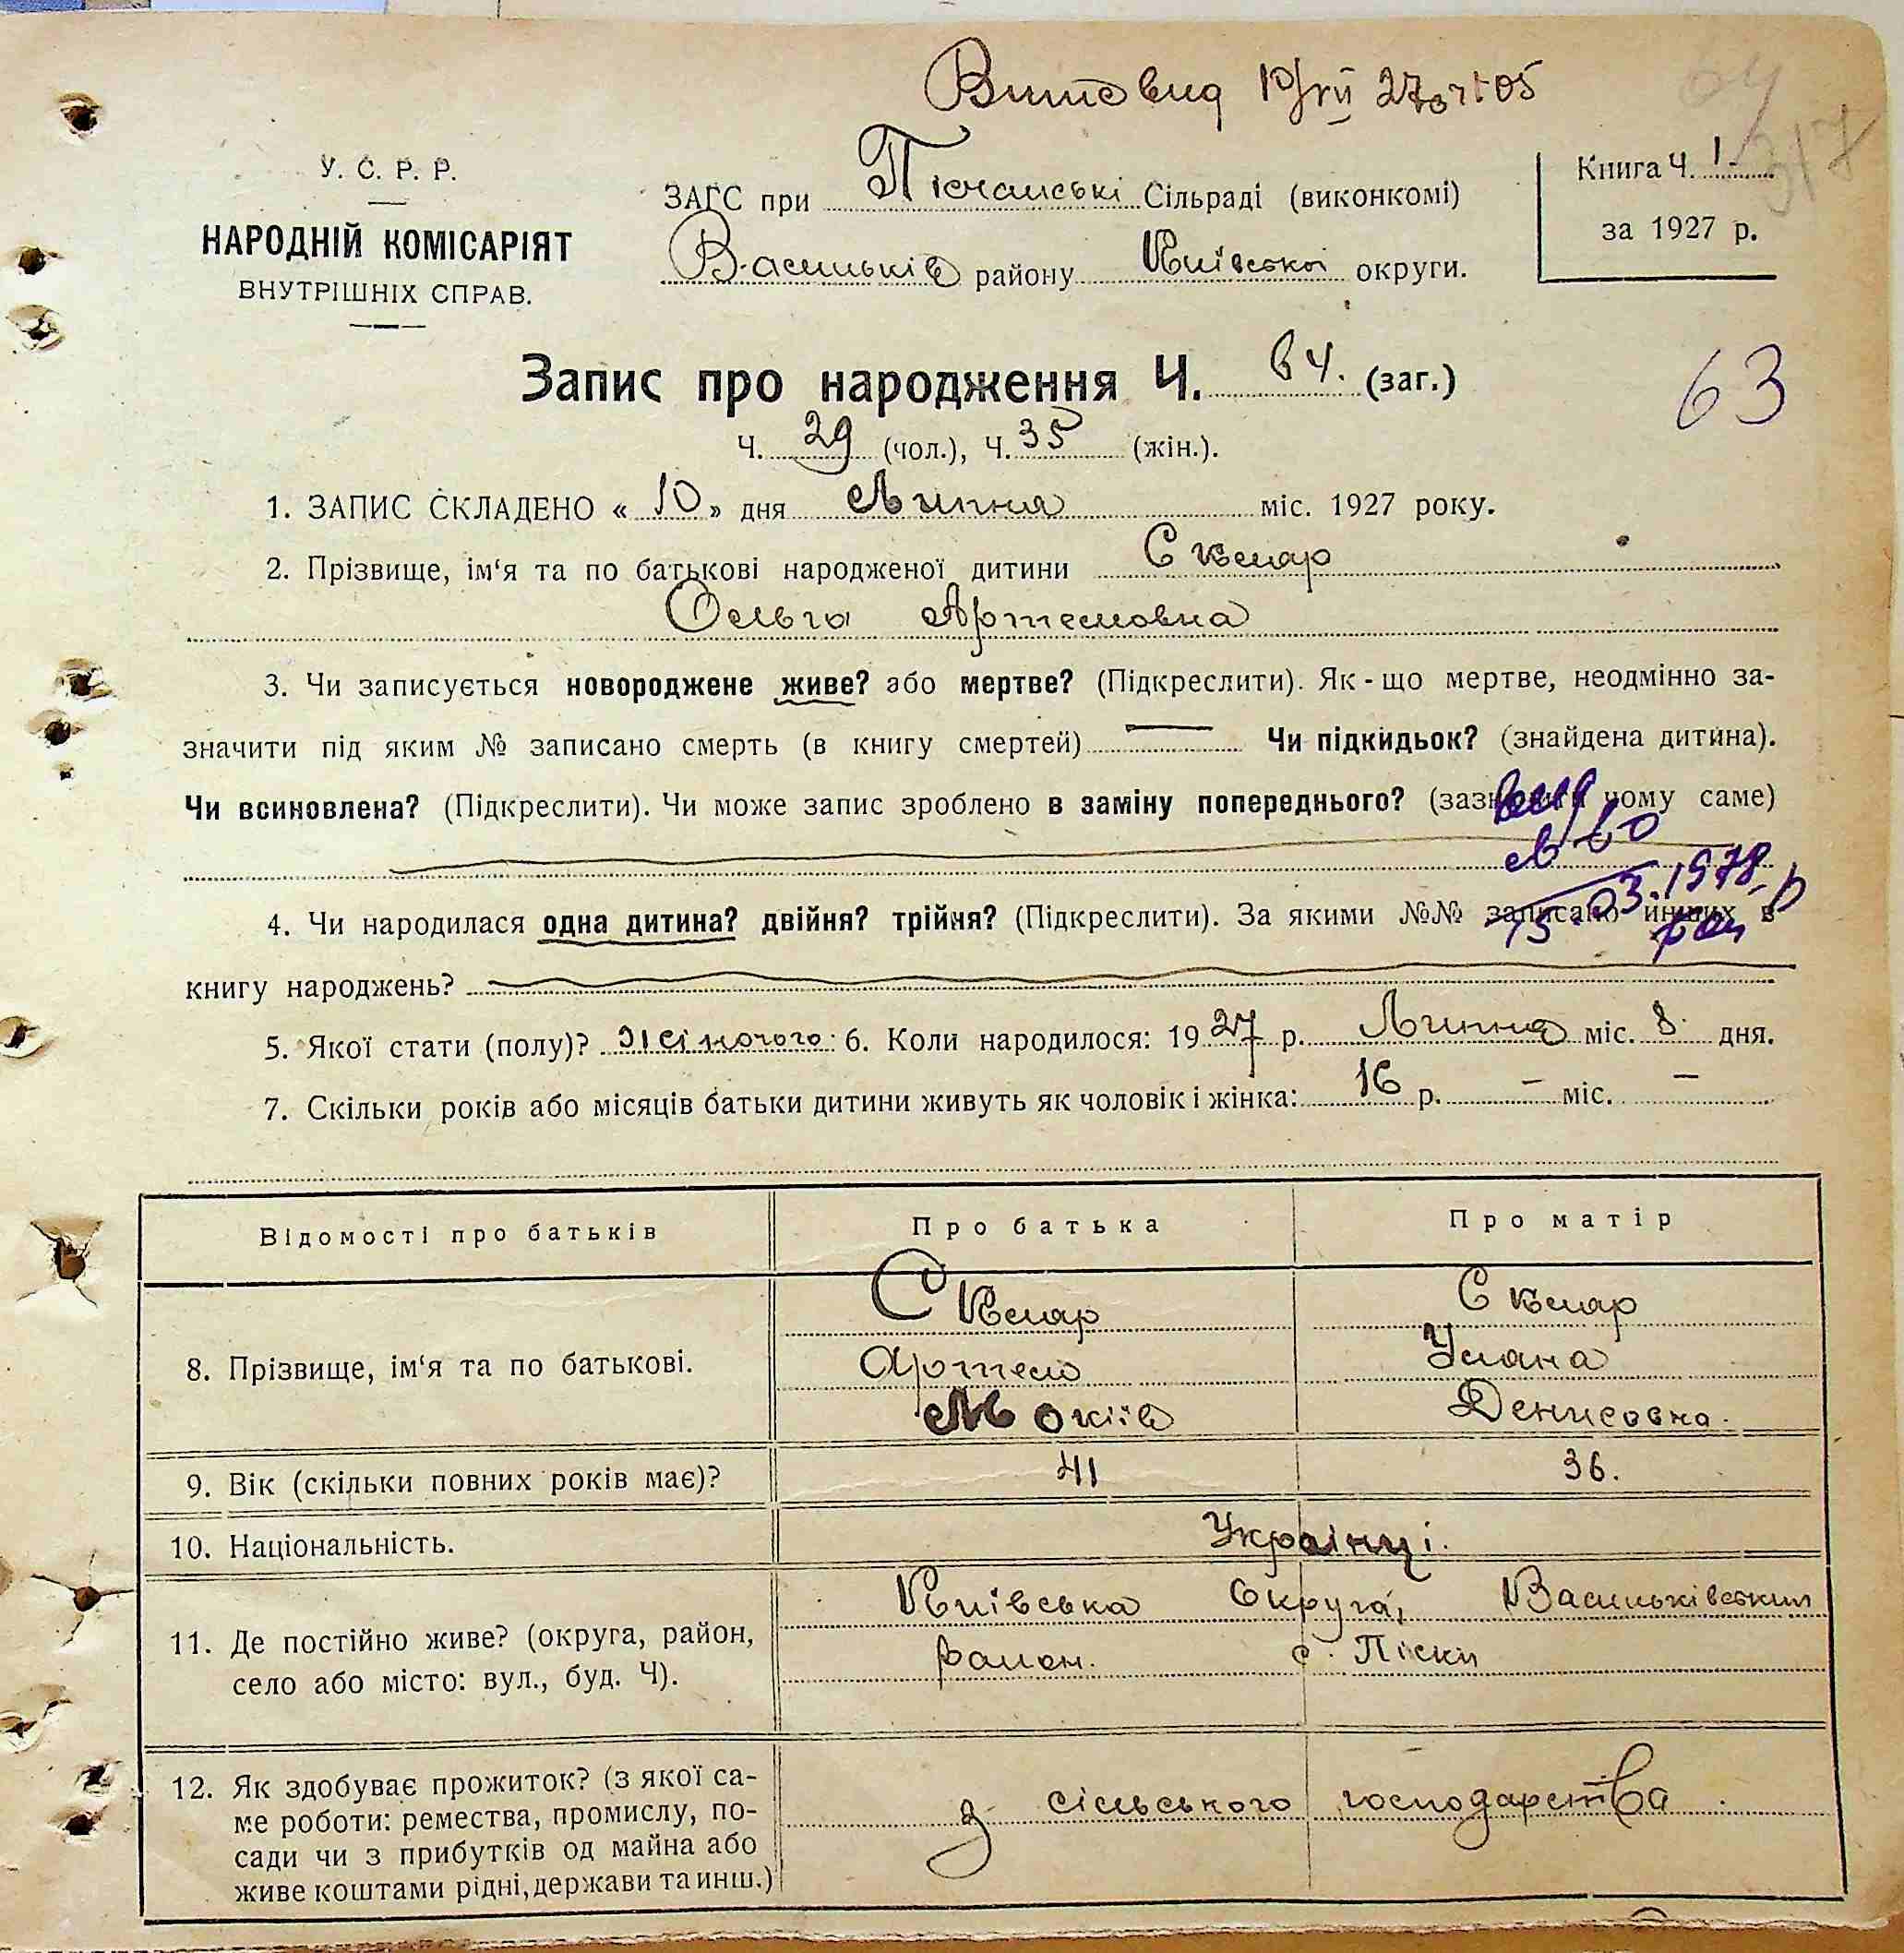 У. С. Р. Р.
НАРОДНІЙ КОМІСАРІЯТ
ВНУТРІШНІХ СПРАВ.
ЗАГС при Пісчанські Сільраді (виконкомі)
Васильків району Київської округи.
Книга Ч. 1
за 1927 р.
Запис про народження Ч. 64. (заг.)
63
Ч. 29 (чол.), Ч. 35 (жін.).
1. ЗАПИС СКЛАДЕНО « 10 » дня Липня міс. 1927 року.
2. Прізвище, ім‘я та по батькові народженої дитини Скляр
Ольга Артемовна
3. Чи записується новороджене живе? або мертве? (Підкреслити). Як-що мертве, неодмінно за-
значити під яким № записано смерть (в книгу смертей) — Чи підкидьок? (знайдена дитина).
Чи всиновлена? (Підкреслити). Чи може запис зроблено в заміну попереднього? (зазначити чому саме)
4. Чи народилася одна дитина? двійня? трійня? (Підкреслити). За якими №№ записано инших в
15.03.1978 р
книгу народжень?
5. Якої стати (полу)? Жіночого 6. Коли народилося: 1927 р. Липня міс. 8 дня.
7. Скільки років або місяців батьки дитини живуть як чоловік і жінка: 16 р. — міс. —
Відомості про батьків Про батька Про матір
8. Прізвище, ім‘я та по батькові. Скляр Артем Мокіїв Скляр Уляна Денисовна.
9. Вік (скільки повних років має)? 41 36.
10. Національність. Українці.
11. Де постійно живе? (округа, район, Київська Округа, Васильківський
село або місто: вул., буд. Ч). район. с. Піски
12. Як здобуває прожиток? (з якої са-
ме роботи: ремества, промислу, по- з сільського господарства.
сади чи з прибутків од майна або
живе коштами рідні, держави та инш.)